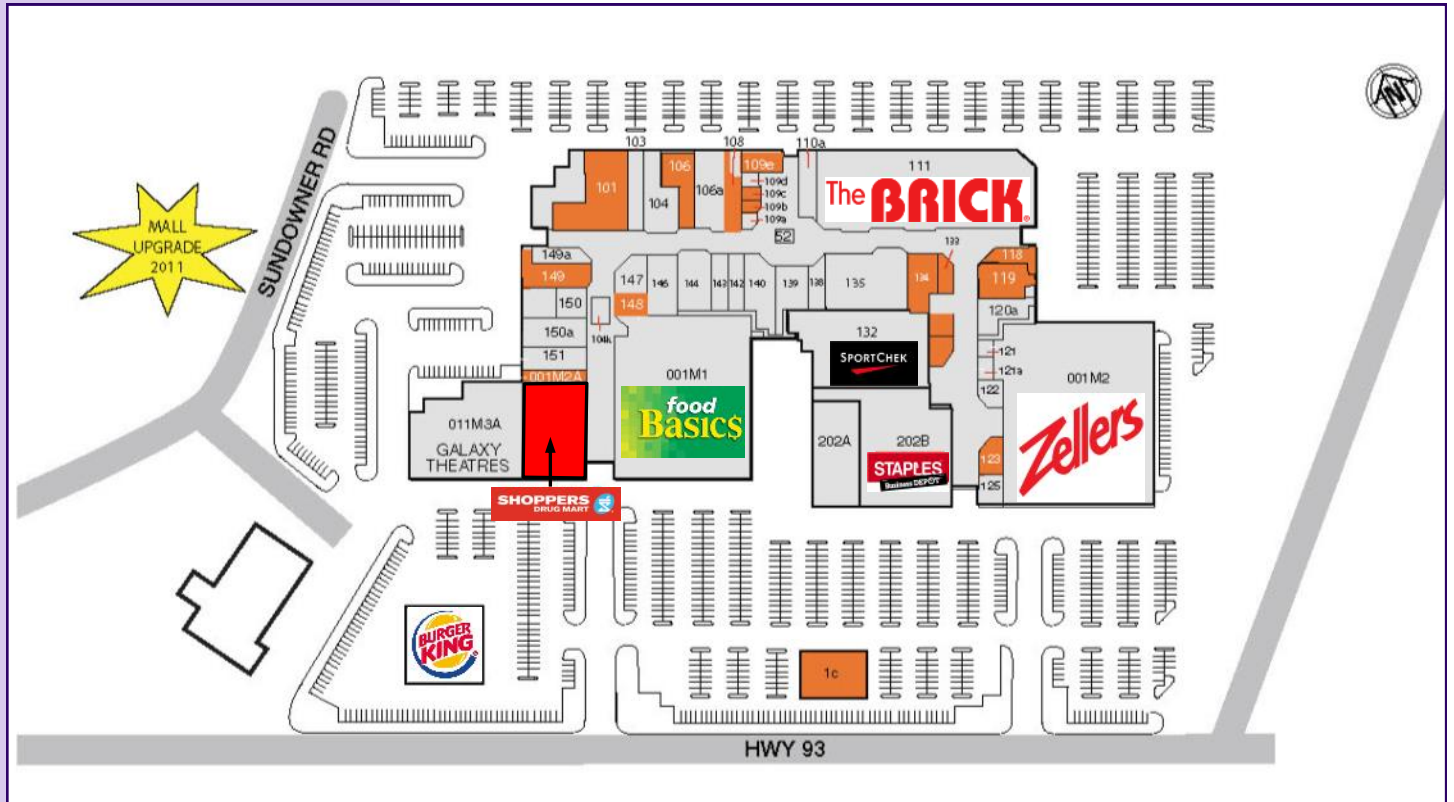 SUNDOWNER RD
MALL
UPGRADE
2011
N
103
108
110a
101
104
106
106a
109e
109d
109c
109b
109a
111
The BRICK
52
149a
149
150
150a
151
001M2A
104k
147
148
146
144
143
142
140
139
138
135
134
133
118
119
120a
121
121a
122
123
125
132
SPORTCHEK
001M1
food
Basics
001M2
Zellers
011M3A
GALAXY
THEATRES
SHOPPERS
DRUG MART
202A
202B
STAPLES
Business DEPOT
BURGER
KING
1c
HWY 93